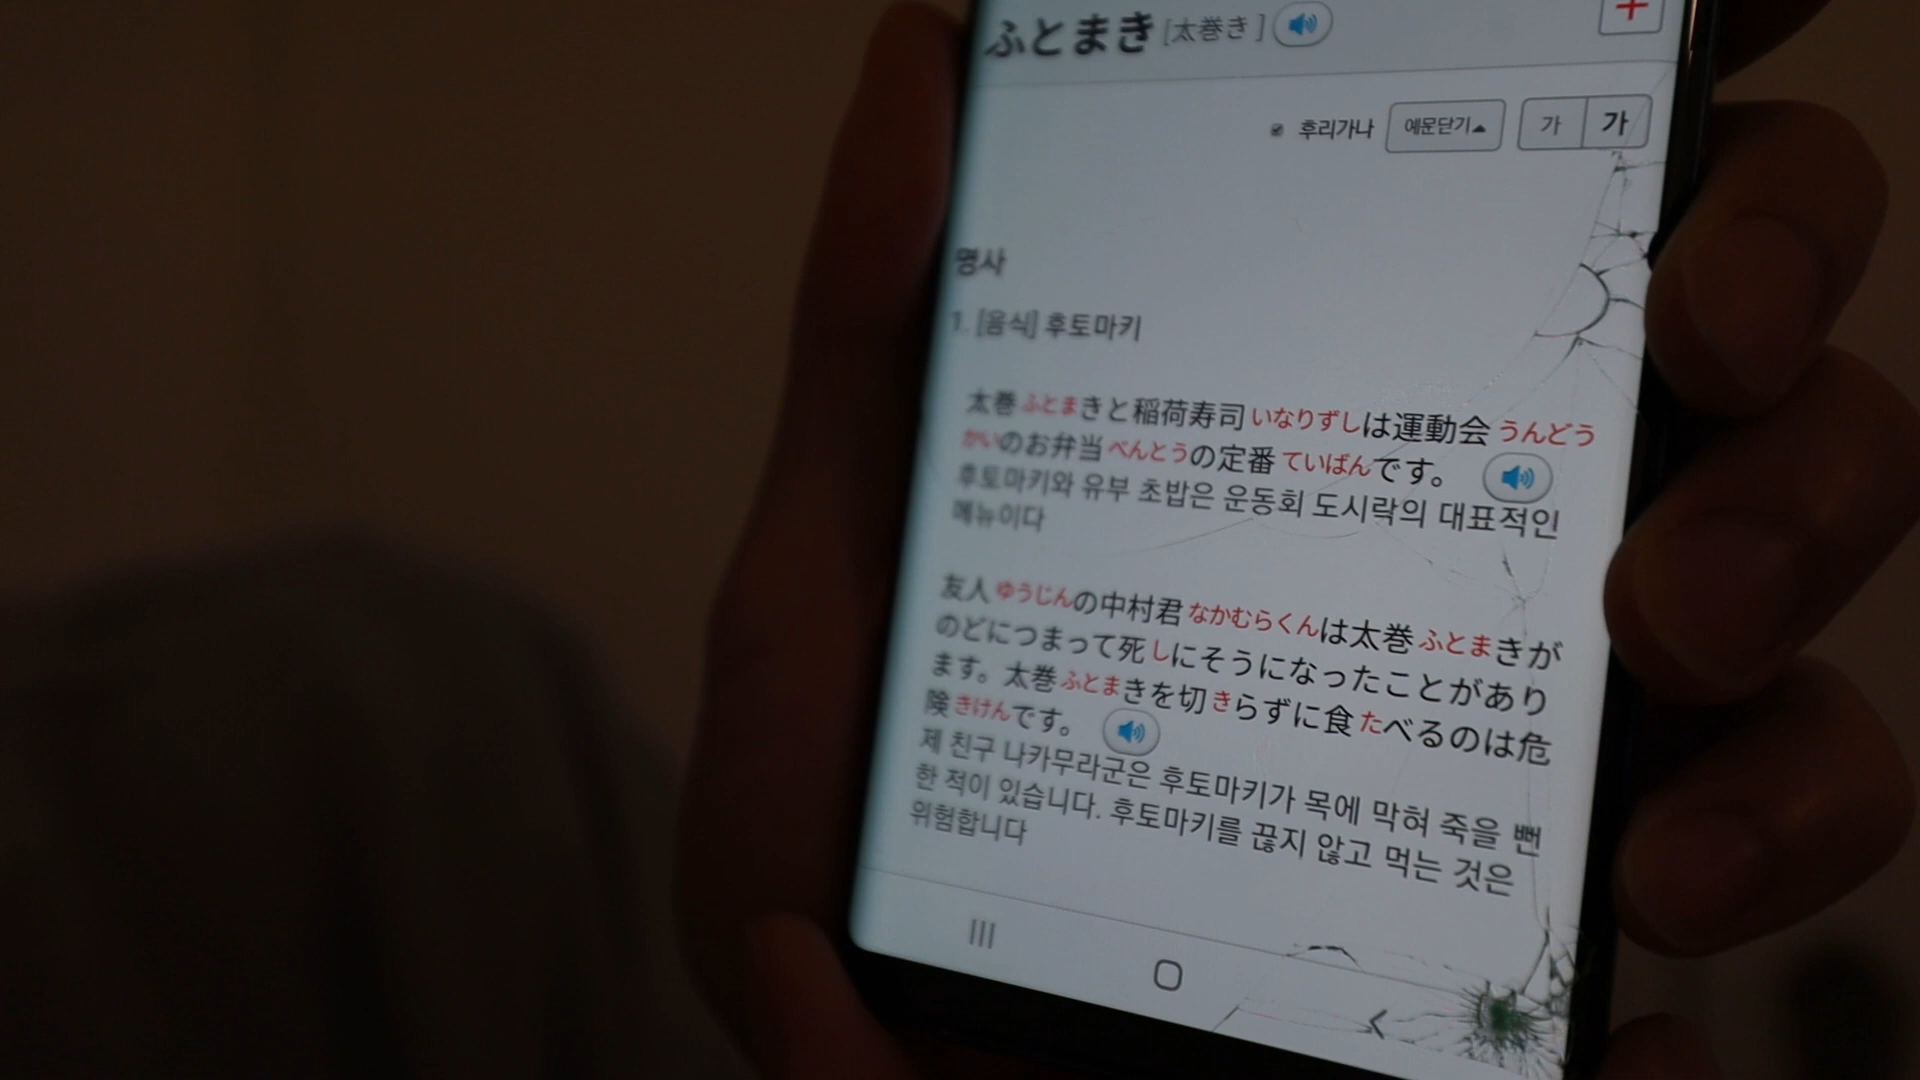 ふとまき [太巻き]
후리가나 예문닫기▲ 가 가
명사
1. [음식] 후토마키
太巻 ふとまきと稲荷寿司 いなりずしは運動会 うんどう
かいのお弁当 べんとうの定番 ていばんです。
후토마키와 유부 초밥은 운동회 도시락의 대표적인
메뉴이다
友人 ゆうじんの中村君 なかむらくんは太巻 ふとまきが
のどにつまって死 しにそうになったことがあり
ます。太巻 ふとまきを切 きらずに食 たべるのは危
険 きけんです。
제 친구 나카무라군은 후토마키가 목에 막혀 죽을 뻔
한 적이 있습니다. 후토마키를 끊지 않고 먹는 것은
위험합니다